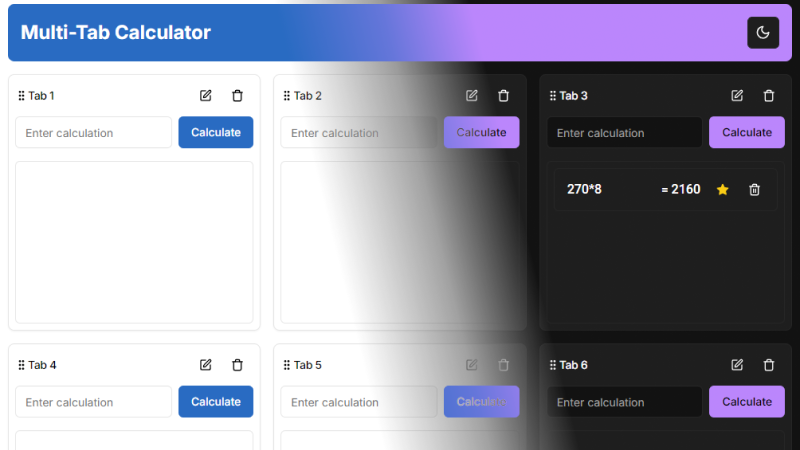 Multi-Tab Calculator
Tab 1
Enter calculation
Calculate
Tab 2
Enter calculation
Calculate
Tab 3
Enter calculation
Calculate
270*8 = 2160
Tab 4
Enter calculation
Calculate
Tab 5
Enter calculation
Calculate
Tab 6
Enter calculation
Calculate